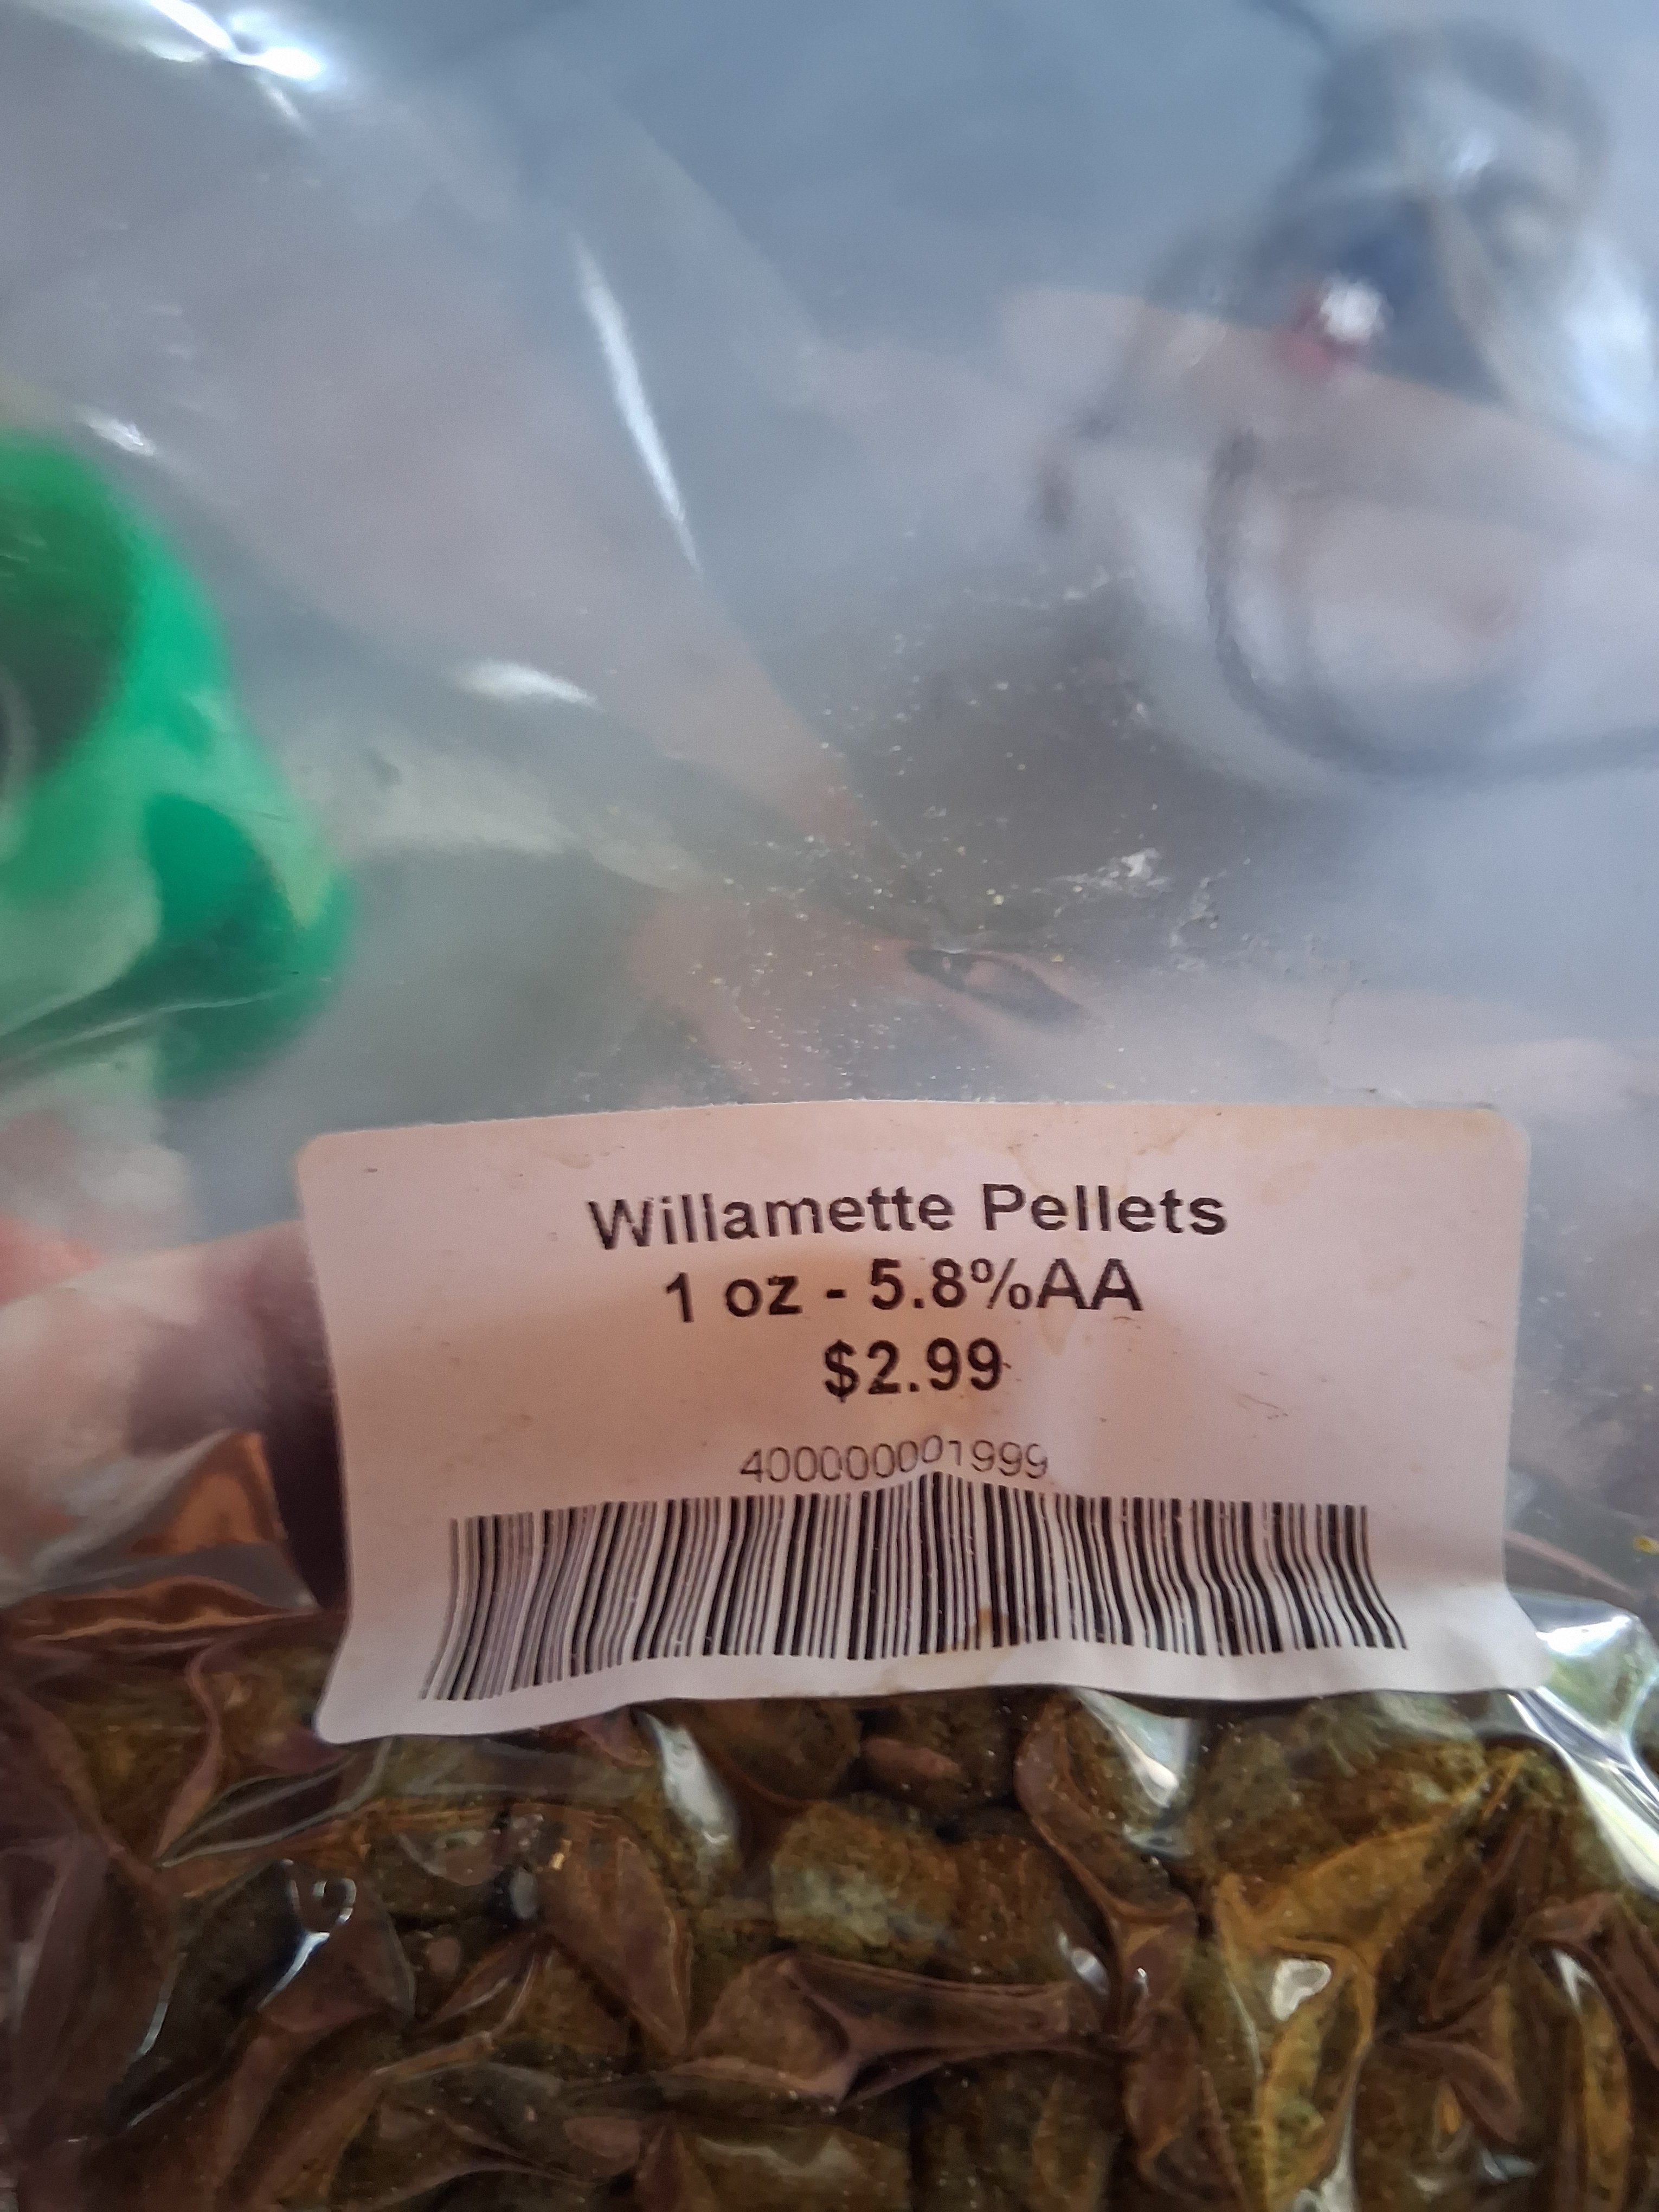 Willamette Pellets
1 oz - 5.8%AA
$2.99
400000001999